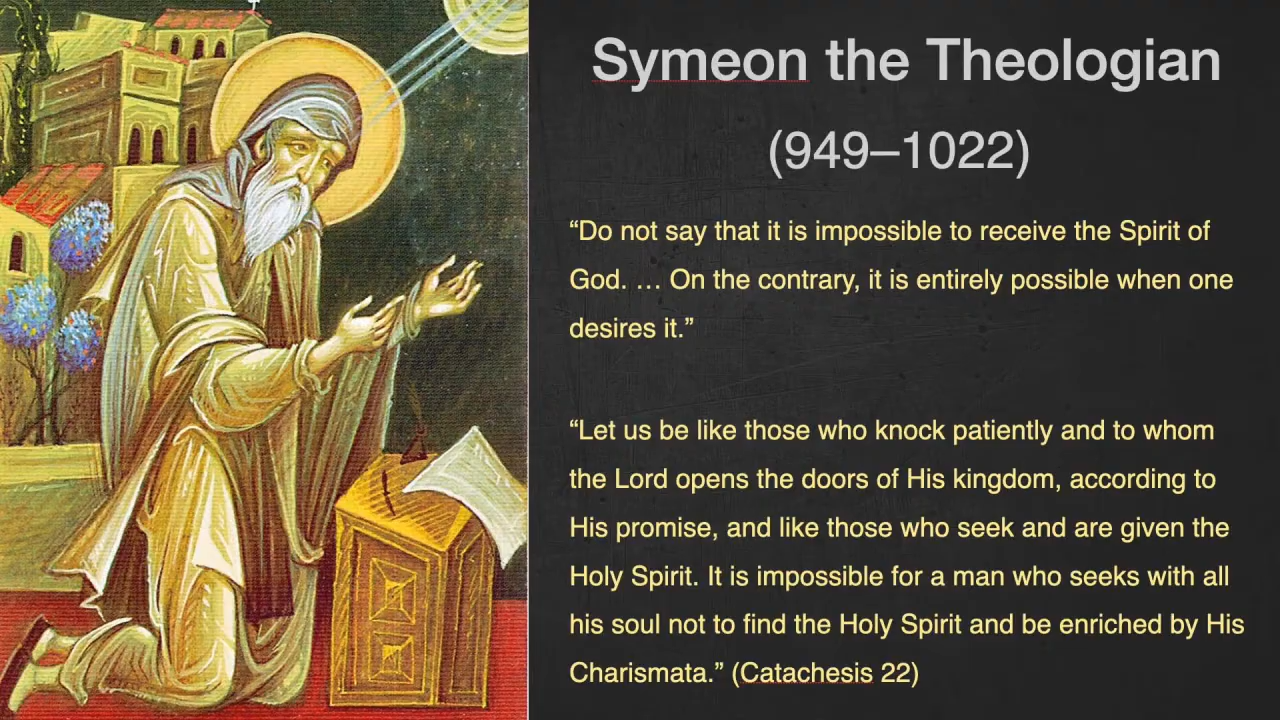 Symeon the Theologian
(949–1022)
“Do not say that it is impossible to receive the Spirit of
God. … On the contrary, it is entirely possible when one
desires it.”
“Let us be like those who knock patiently and to whom
the Lord opens the doors of His kingdom, according to
His promise, and like those who seek and are given the
Holy Spirit. It is impossible for a man who seeks with all
his soul not to find the Holy Spirit and be enriched by His
Charismata.” (Catachesis 22)